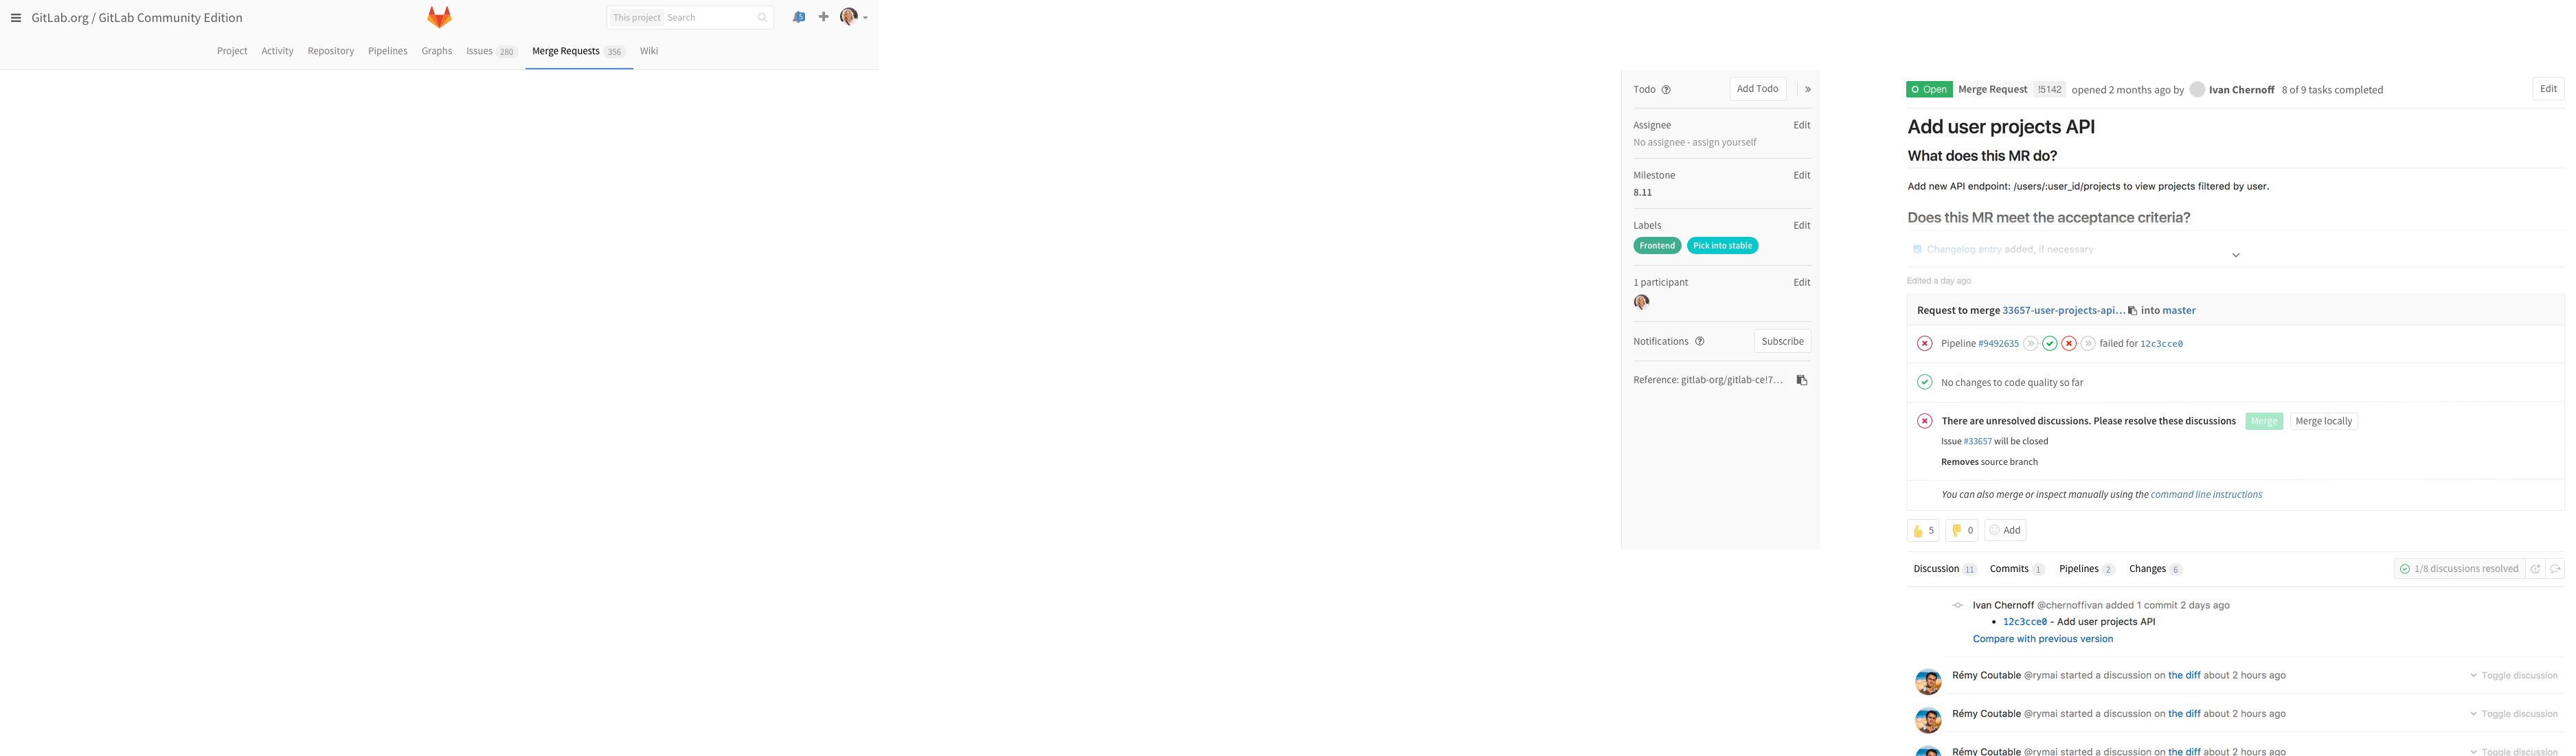 GitLab.org / GitLab Community Edition
This project Search
5
Project Activity Repository Pipelines Graphs Issues 280 Merge Requests 356 Wiki
Todo Add Todo »
Assignee Edit
No assignee - assign yourself
Milestone Edit
8.11
Labels Edit
Frontend Pick into stable
1 participant Edit
Notifications Subscribe
Reference: gitlab-org/gitlab-ce!7...
Open Merge Request !5142 opened 2 months ago by Ivan Chernoff 8 of 9 tasks completed Edit
Add user projects API
What does this MR do?
Add new API endpoint: /users/:user_id/projects to view projects filtered by user.
Does this MR meet the acceptance criteria?
Changelog entry added, if necessary
Edited a day ago
Request to merge 33657-user-projects-api... into master
Pipeline #9492635 failed for 12c3cce0
No changes to code quality so far
There are unresolved discussions. Please resolve these discussions Merge Merge locally
Issue #33657 will be closed
Removes source branch
You can also merge or inspect manually using the command line instructions
5 0 Add
Discussion 11 Commits 1 Pipelines 2 Changes 6 1/8 discussions resolved
Ivan Chernoff @chernoffivan added 1 commit 2 days ago
• 12c3cce0 - Add user projects API
Compare with previous version
Rémy Coutable @rymai started a discussion on the diff about 2 hours ago Toggle discussion
Rémy Coutable @rymai started a discussion on the diff about 2 hours ago Toggle discussion
Rémy Coutable @rymai started a discussion on the diff about 2 hours ago Toggle discussion